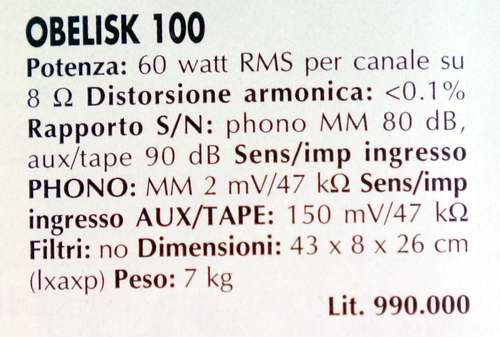 OBELISK 100
Potenza: 60 watt RMS per canale su
8 Ω Distorsione armonica: <0.1%
Rapporto S/N: phono MM 80 dB,
aux/tape 90 dB Sens/imp ingresso
PHONO: MM 2 mV/47 kΩ Sens/imp
ingresso AUX/TAPE: 150 mV/47 kΩ
Filtri: no Dimensioni: 43 x 8 x 26 cm
(lxaxp) Peso: 7 kg
Lit. 990.000